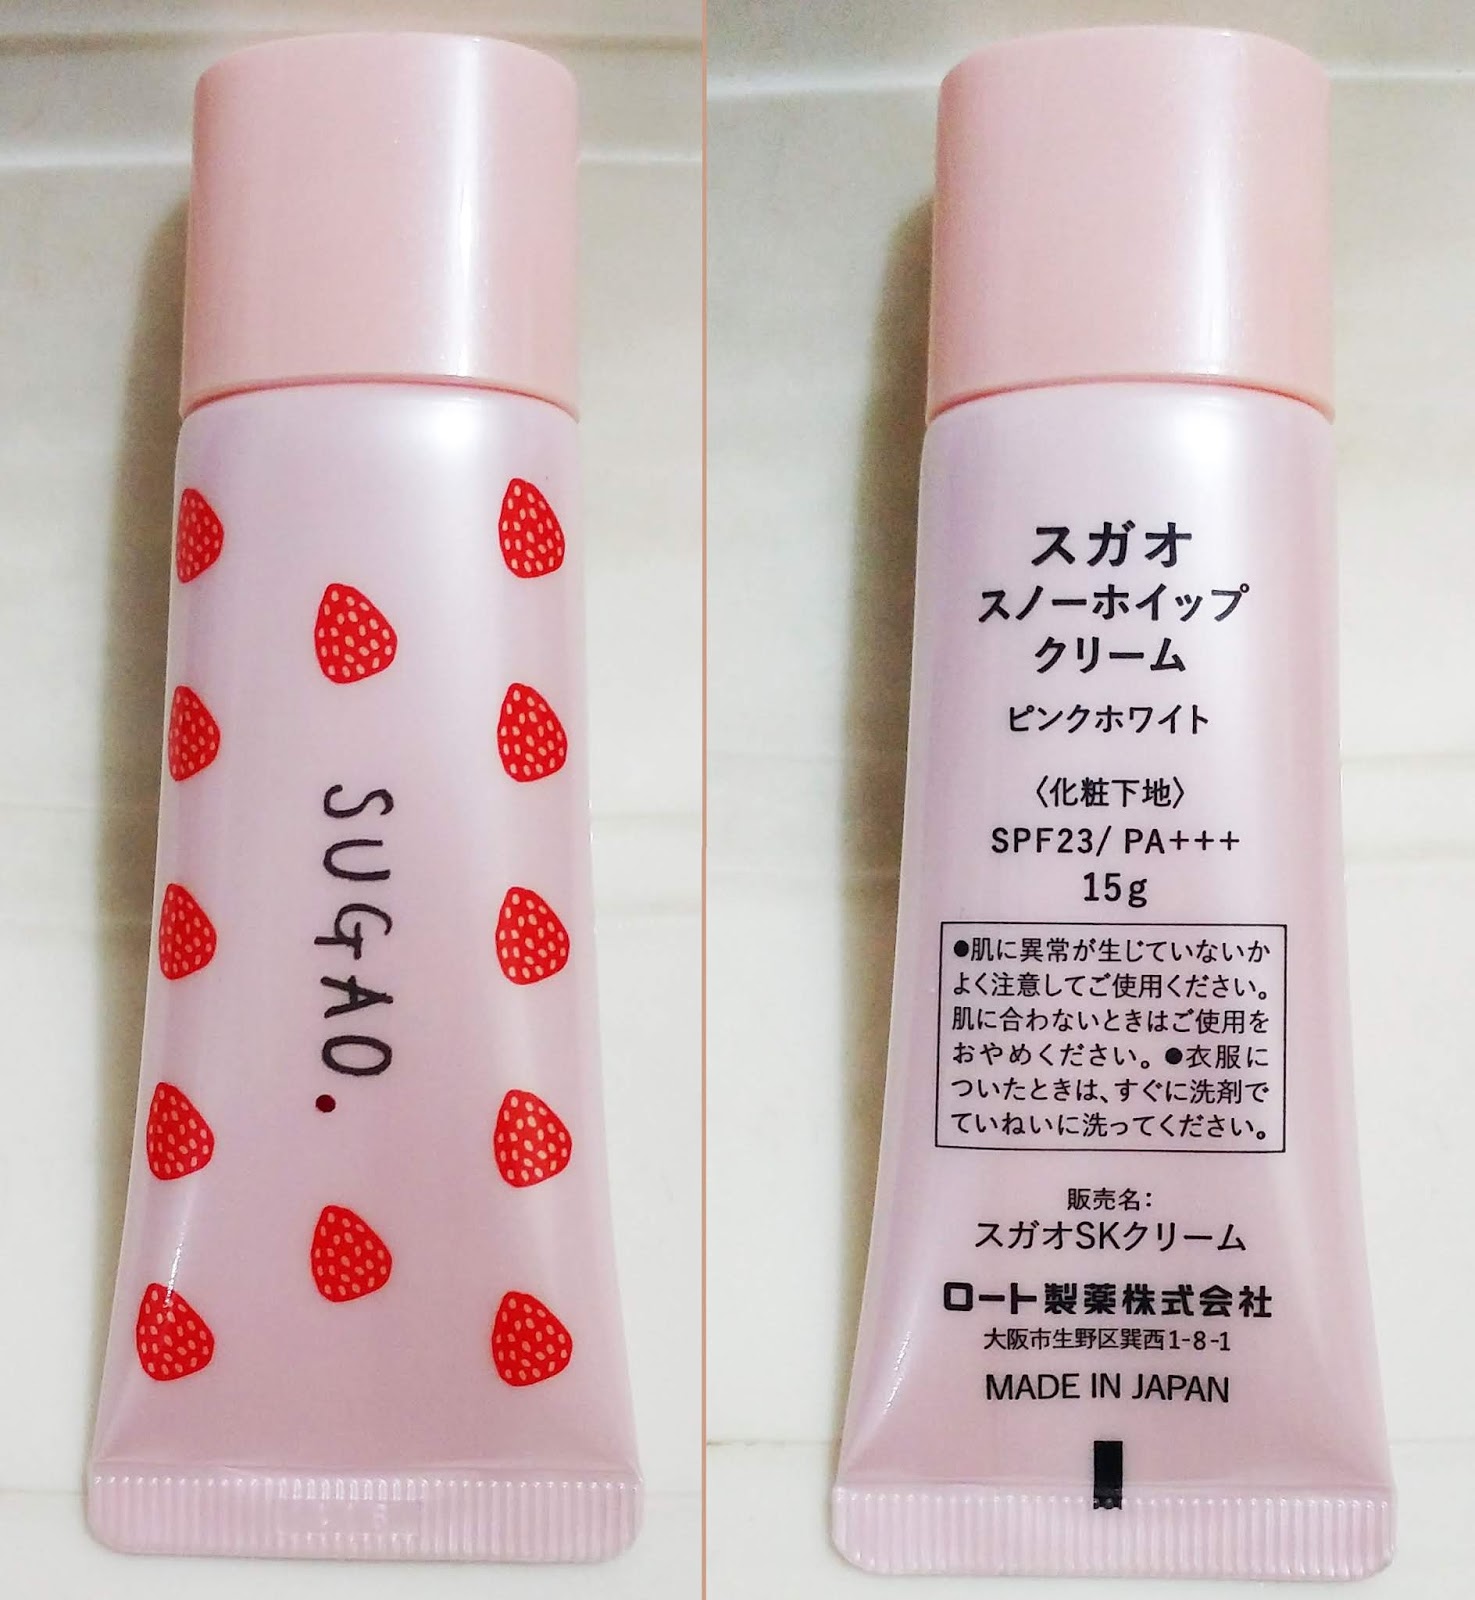 SUGAO.
スガオ
スノーホイップ
クリーム
ピンクホワイト
〈化粧下地〉
SPF23/ PA+++
15g
●肌に異常が生じていないか
よく注意してご使用ください。
肌に合わないときはご使用を
おやめください。●衣服に
ついたときは、すぐに洗剤で
ていねいに洗ってください。
販売名：
スガオSKクリーム
ロート製薬株式会社
大阪市生野区巽西1-8-1
MADE IN JAPAN